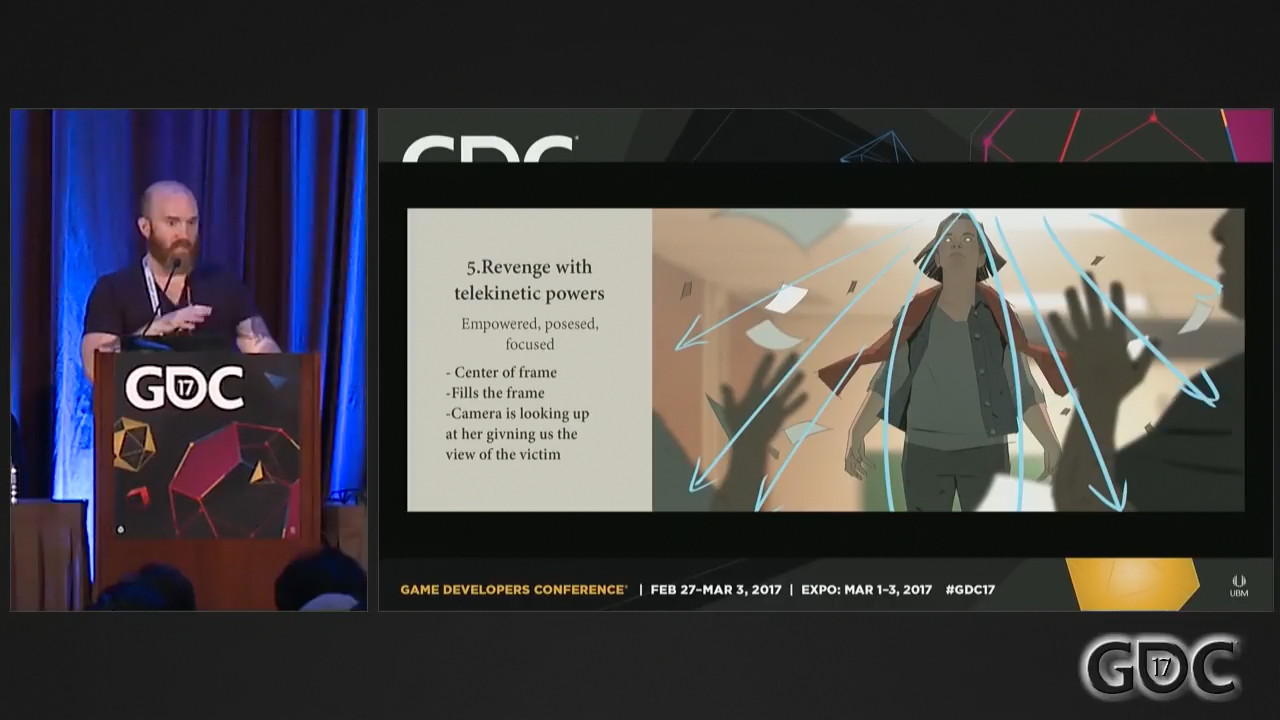 GDC
5.Revenge with
telekinetic powers
Empowered, posesed,
focused
- Center of frame
-Fills the frame
-Camera is looking up
at her givning us the
view of the victim
GDC 17
GAME DEVELOPERS CONFERENCE | FEB 27–MAR 3, 2017 | EXPO: MAR 1–3, 2017 #GDC17
UBM
GDC 17